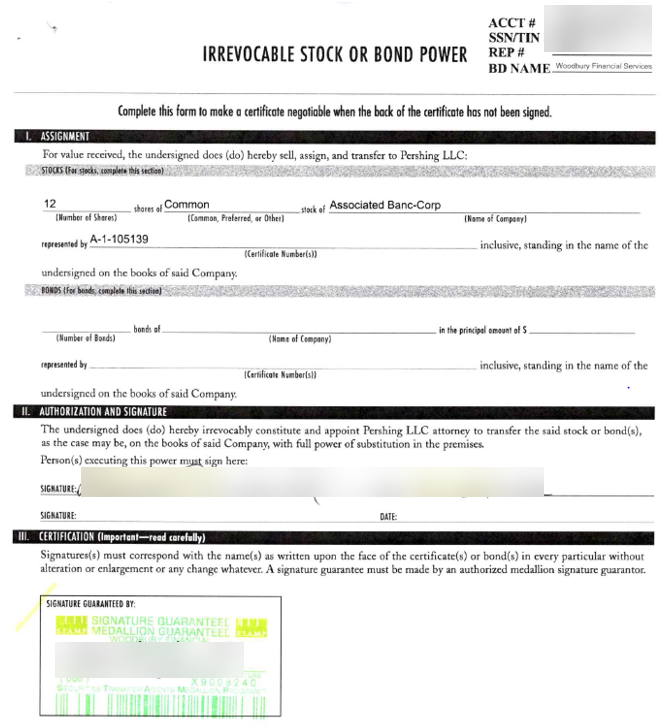 ACCT #
SSN/TIN
REP #
BD NAME Woodbury Financial Services
IRREVOCABLE STOCK OR BOND POWER
Complete this form to make a certificate negotiable when the back of the certificate has not been signed.
I. ASSIGNMENT
For value received, the undersigned does (do) hereby sell, assign, and transfer to Pershing LLC:
STOCKS (For stocks, complete this section)
12 shares of Common stock of Associated Banc-Corp
(Number of Shares) (Common, Preferred, or Other) (Name of Company)
represented by A-1-105139 inclusive, standing in the name of the
(Certificate Number(s))
undersigned on the books of said Company.
BONDS (For bonds, complete this section)
bonds of in the principal amount of $
(Number of Bonds) (Name of Company)
represented by inclusive, standing in the name of the
(Certificate Number(s))
undersigned on the books of said Company.
II. AUTHORIZATION AND SIGNATURE
The undersigned does (do) hereby irrevocably constitute and appoint Pershing LLC attorney to transfer the said stock or bond(s),
as the case may be, on the books of said Company, with full power of substitution in the premises.
Person(s) executing this power must sign here:
SIGNATURE:
SIGNATURE: DATE:
III. CERTIFICATION (Important—read carefully)
Signatures(s) must correspond with the name(s) as written upon the face of the certificate(s) or bond(s) in every particular without
alteration or enlargement or any change whatever. A signature guarantee must be made by an authorized medallion signature guarantor.
SIGNATURE GUARANTEED BY:
SIGNATURE GUARANTEED
MEDALLION GUARANTEED
WOODBURY FINANCIAL
X9003240
SECURITIES TRANSFER AGENTS MEDALLION PROGRAM